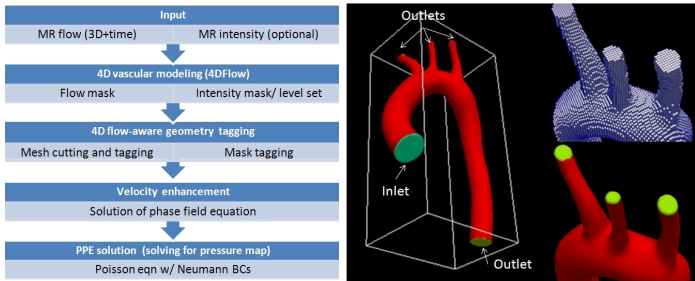 Input
MR flow (3D+time) MR intensity (optional)
4D vascular modeling (4DFlow)
Flow mask Intensity mask/ level set
4D flow-aware geometry tagging
Mesh cutting and tagging Mask tagging
Velocity enhancement
Solution of phase field equation
PPE solution (solving for pressure map)
Poisson eqn w/ Neumann BCs
Outlets
Inlet
Outlet